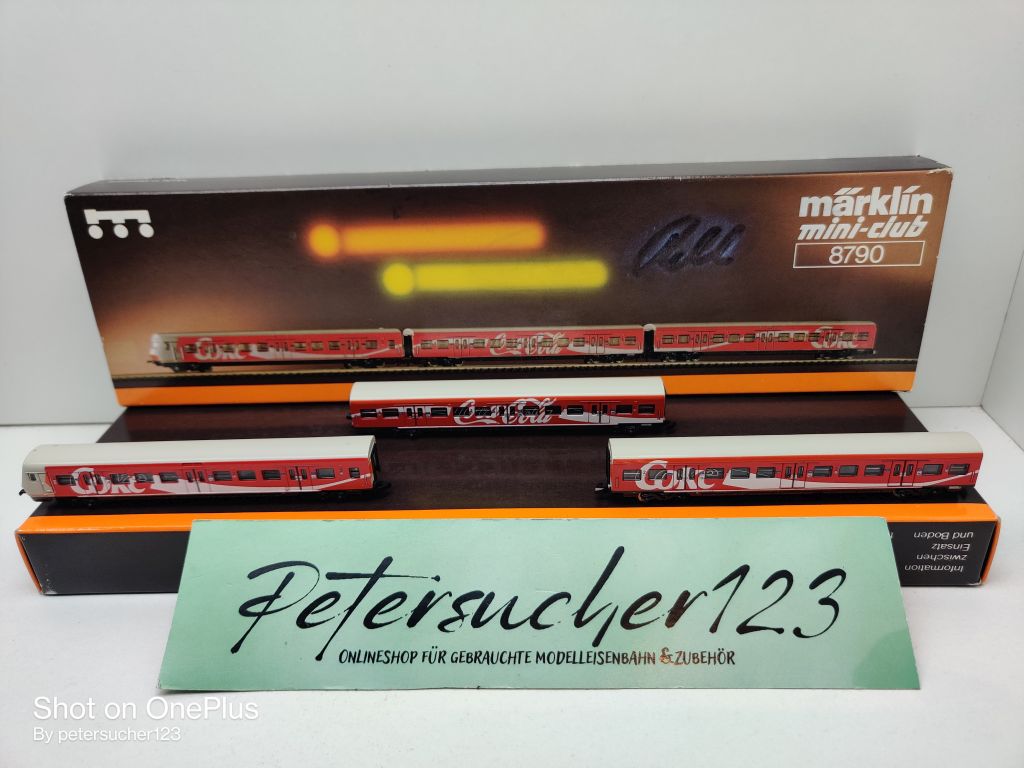 märklin
mini-club
8790
Coke
Coca-Cola
Coke
Coca-Cola
Coke
Coke
Information
zwischen
Einsatz
und Boden
Petersucher123
ONLINESHOP FÜR GEBRAUCHTE MODELLEISENBAHN & ZUBEHÖR
Shot on OnePlus
By petersucher123